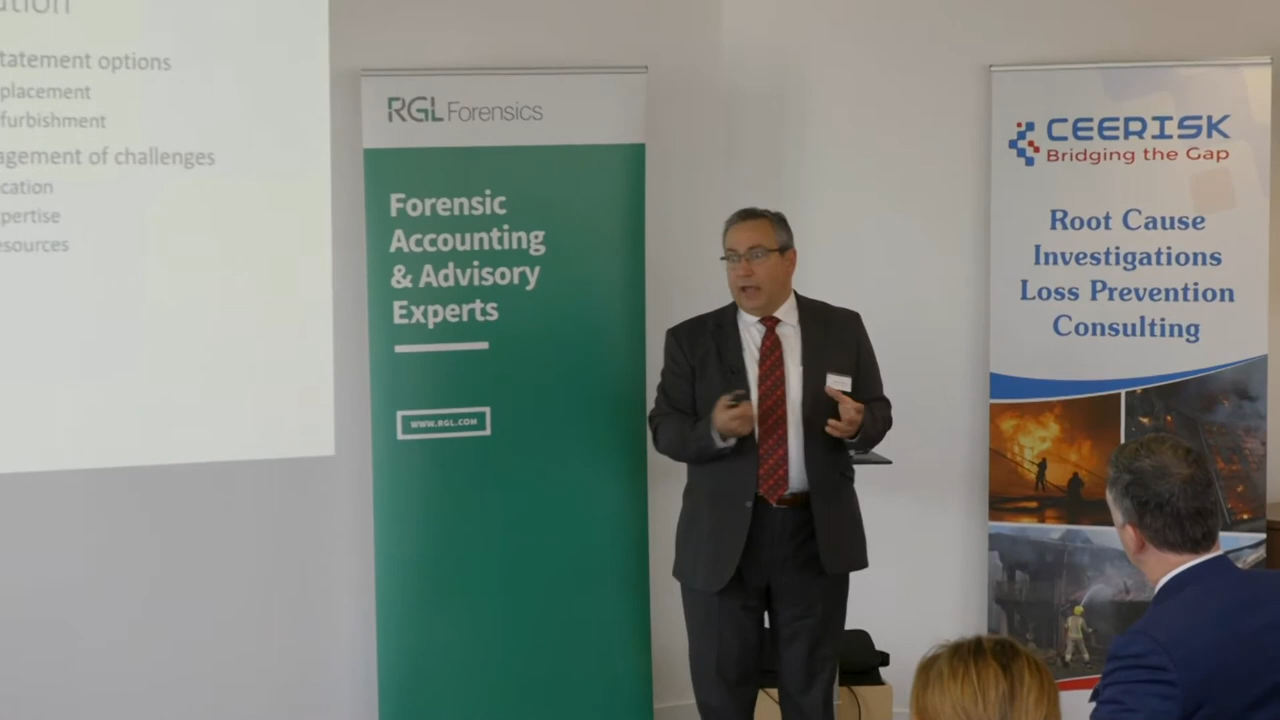 tatement options
placement
furbishment
agement of challenges
cation
pertise
esources
RGL Forensics
Forensic
Accounting
& Advisory
Experts
WWW.RGL.COM
CEERISK
Bridging the Gap
Root Cause
Investigations
Loss Prevention
Consulting